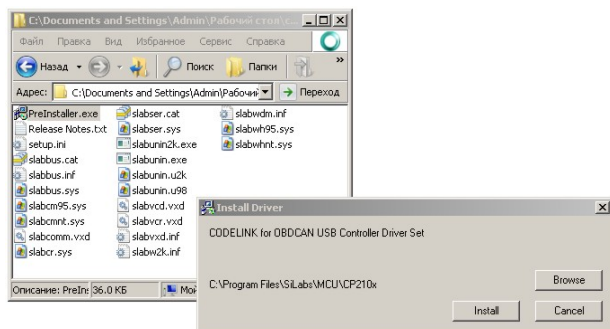 C:\Documents and Settings\Admin\Рабочий стол\с...
Файл Правка Вид Избранное Сервис Справка
Назад Поиск Папки »
Адрес: C:\Documents and Settings\Admin\Рабочий Переход
PreInstaller.exe slabser.cat slabwdm.inf
Release Notes.txt slabser.sys slabwh95.sys
setup.ini slabunin2k.exe slabwhnt.sys
slabbus.cat slabunin.exe
slabbus.inf slabunin.u2k
slabbus.sys slabunin.u98
slabcm95.sys slabvcd.vxd
slabcmnt.sys slabvcr.vxd
slabcomm.vxd slabvxd.inf
slabcr.sys slabw2k.inf
Описание: PreIns 36.0 КБ Мой
Install Driver
CODELINK for OBDCAN USB Controller Driver Set
C:\Program Files\SiLabs\MCU\CP210x
Browse
Install Cancel